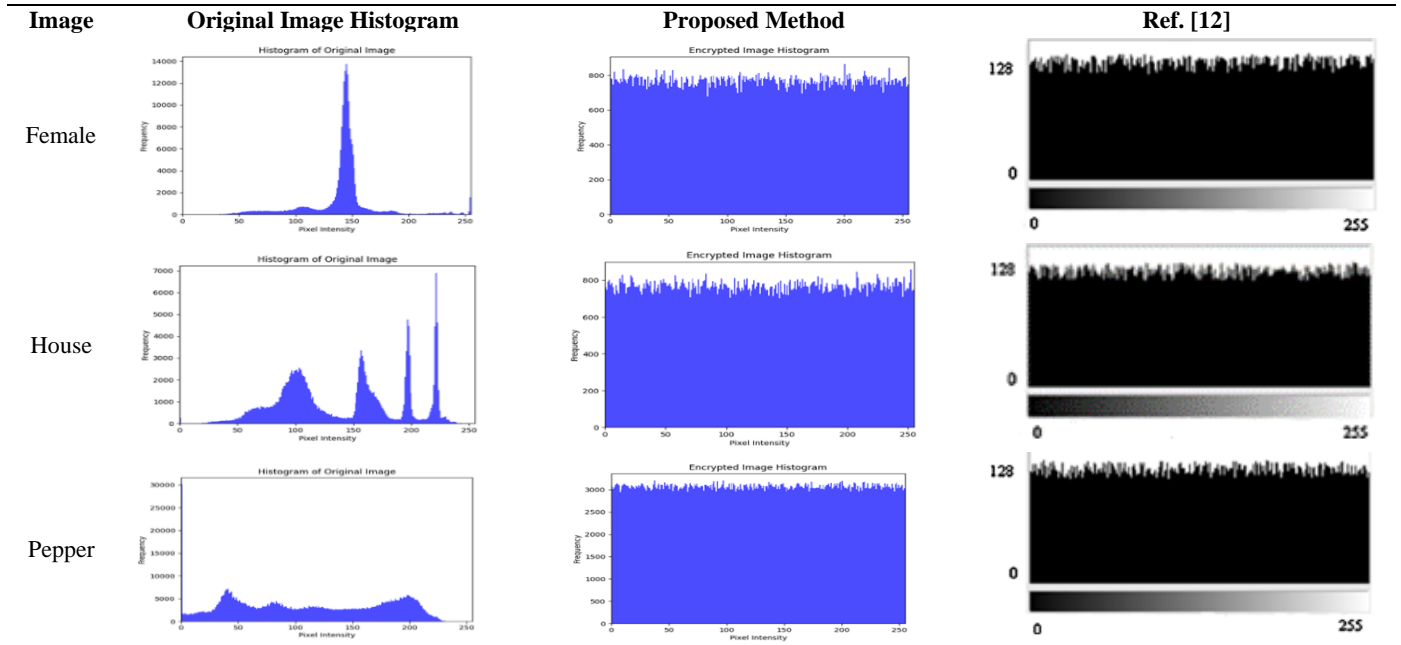 Image Original Image Histogram Proposed Method Ref. [12]
Female
Histogram of Original Image
Frequency
14000
12000
10000
8000
6000
4000
2000
0
0 50 100 150 200 250
Pixel Intensity
Encrypted Image Histogram
Frequency
800
600
400
200
0
0 50 100 150 200 250
Pixel Intensity
128
0
0 255
House
Histogram of Original Image
Frequency
7000
6000
5000
4000
3000
2000
1000
0
0 50 100 150 200 250
Pixel Intensity
Encrypted Image Histogram
Frequency
800
600
400
200
0
0 50 100 150 200 250
Pixel Intensity
128
0
0 255
Pepper
Histogram of Original Image
Frequency
30000
25000
20000
15000
10000
5000
0
0 50 100 150 200 250
Pixel Intensity
Encrypted Image Histogram
Frequency
3000
2500
2000
1500
1000
500
0
0 50 100 150 200 250
Pixel Intensity
128
0
0 255